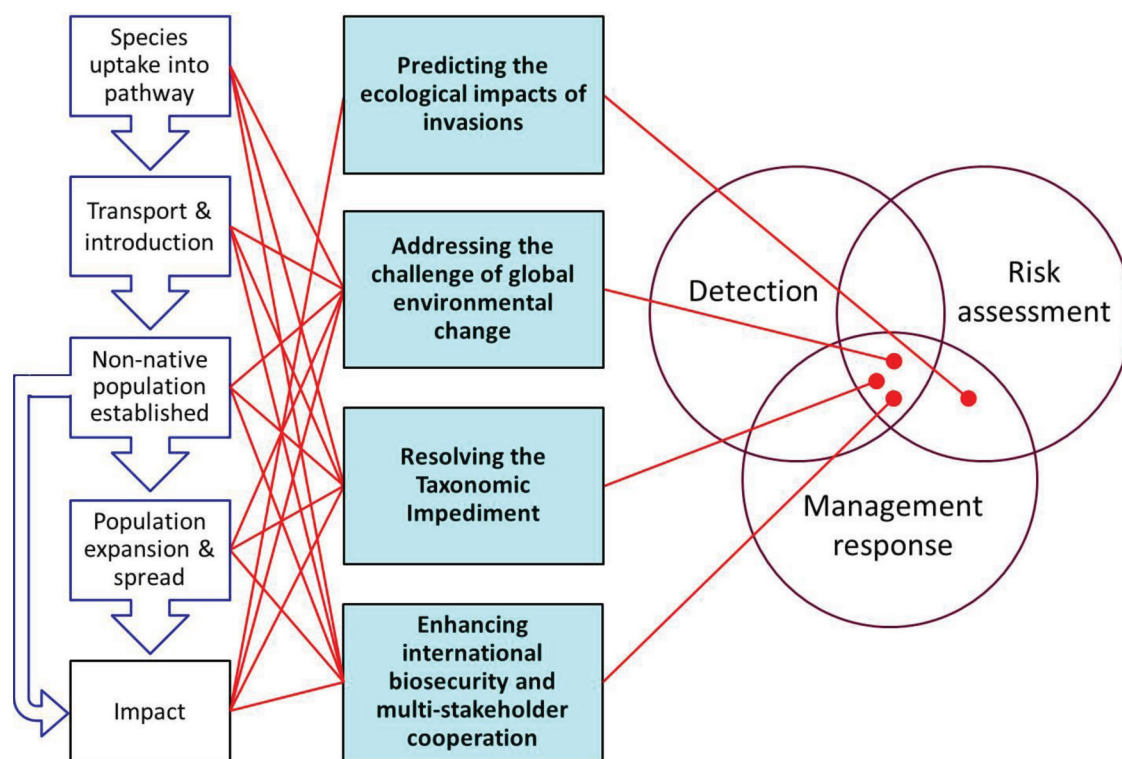 Species
uptake into
pathway
Transport &
introduction
Non-native
population
established
Population
expansion &
spread
Impact
Predicting the
ecological impacts of
invasions
Addressing the
challenge of global
environmental
change
Resolving the
Taxonomic
Impediment
Enhancing
international
biosecurity and
multi-stakeholder
cooperation
Detection
Risk
assessment
Management
response